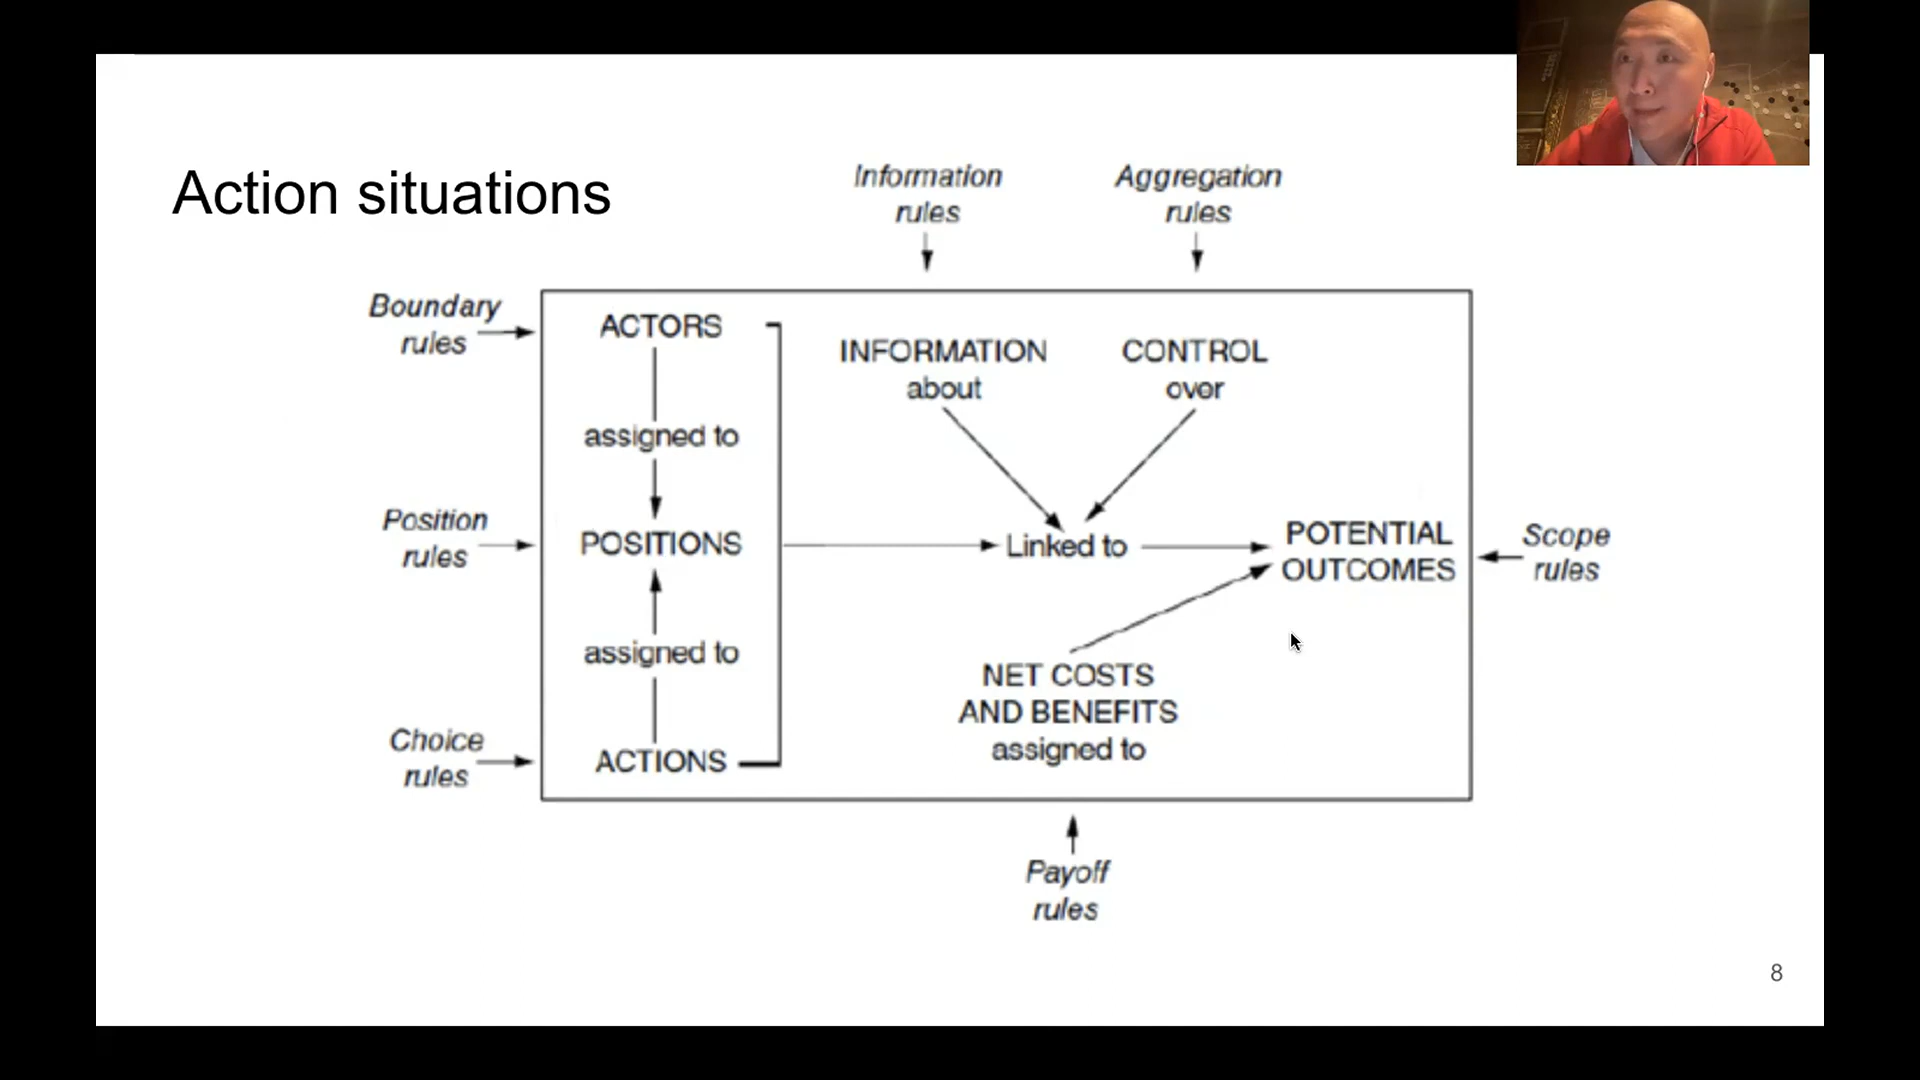 Action situations
Information
rules
Aggregation
rules
Boundary
rules
ACTORS
INFORMATION
about
CONTROL
over
assigned to
Position
rules
POSITIONS
Linked to
POTENTIAL
OUTCOMES
Scope
rules
assigned to
NET COSTS
AND BENEFITS
assigned to
Choice
rules
ACTIONS
Payoff
rules
8